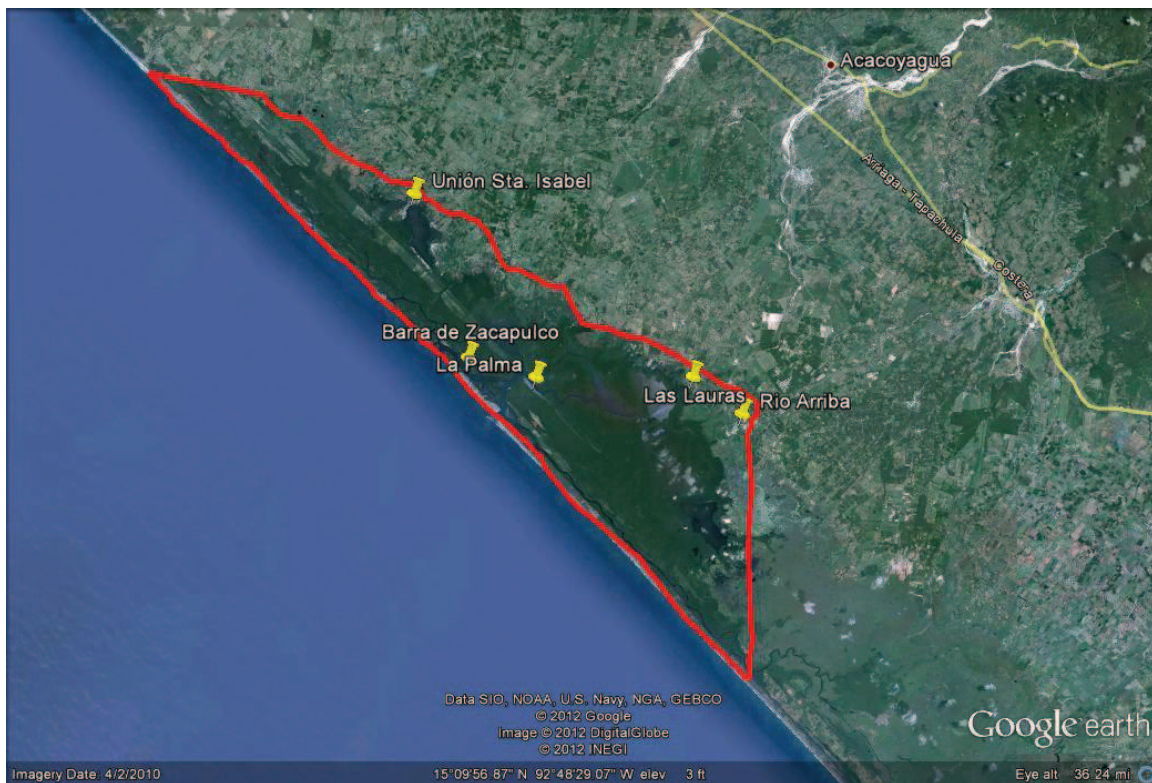 Acacoyagua
Arriaga - Tapachula
Costera
Unión Sta. Isabel
Barra de Zacapulco
La Palma
Las Lauras
Rio Arriba
Data SIO, NOAA, U.S. Navy, NGA, GEBCO
© 2012 Google
Image © 2012 DigitalGlobe
© 2012 INEGI
Google earth
Imagery Date: 4/2/2010
15°09'56.87" N 92°48'29.07" W elev 3 ft
Eye alt 36.24 mi